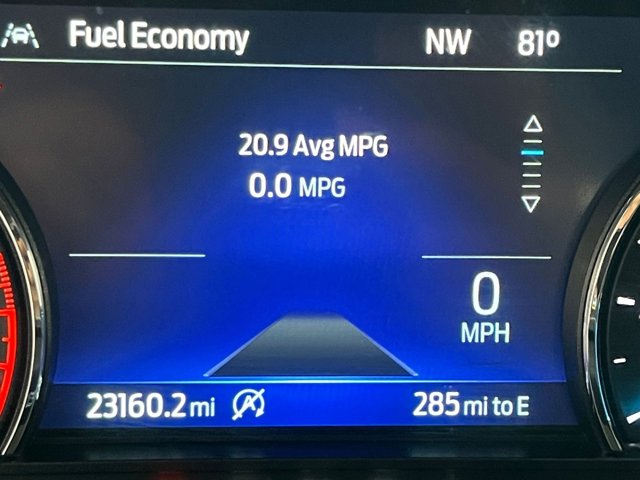 Fuel Economy NW 81°
20.9 Avg MPG
0.0 MPG
0
MPH
23160.2 mi A 285 mi to E